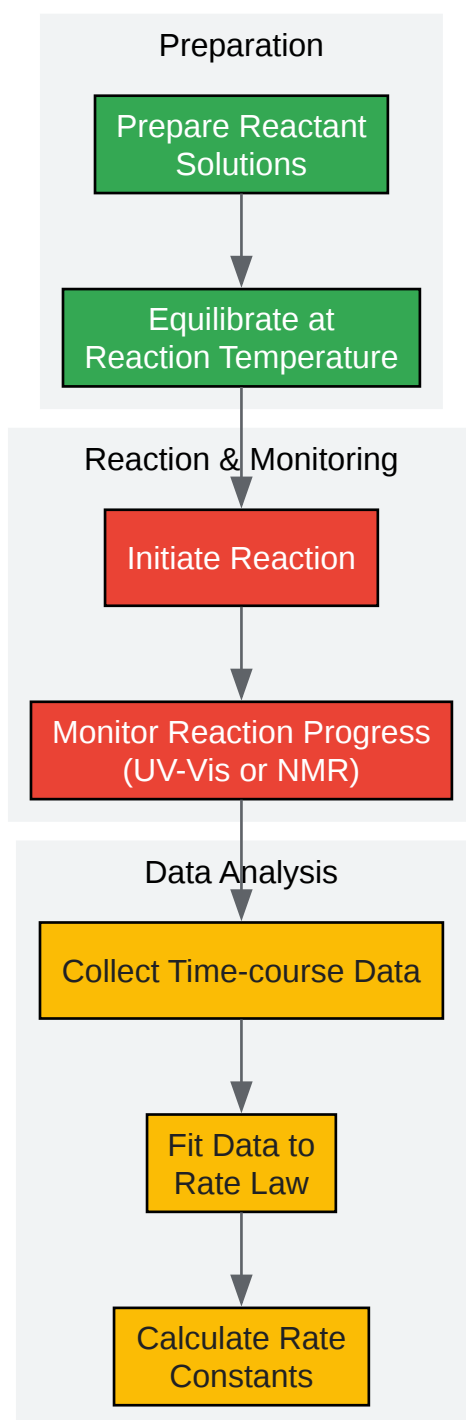 Preparation
Prepare Reactant
Solutions
Equilibrate at
Reaction Temperature
Reaction & Monitoring
Initiate Reaction
Monitor Reaction Progress
(UV-Vis or NMR)
Data Analysis
Collect Time-course Data
Fit Data to
Rate Law
Calculate Rate
Constants